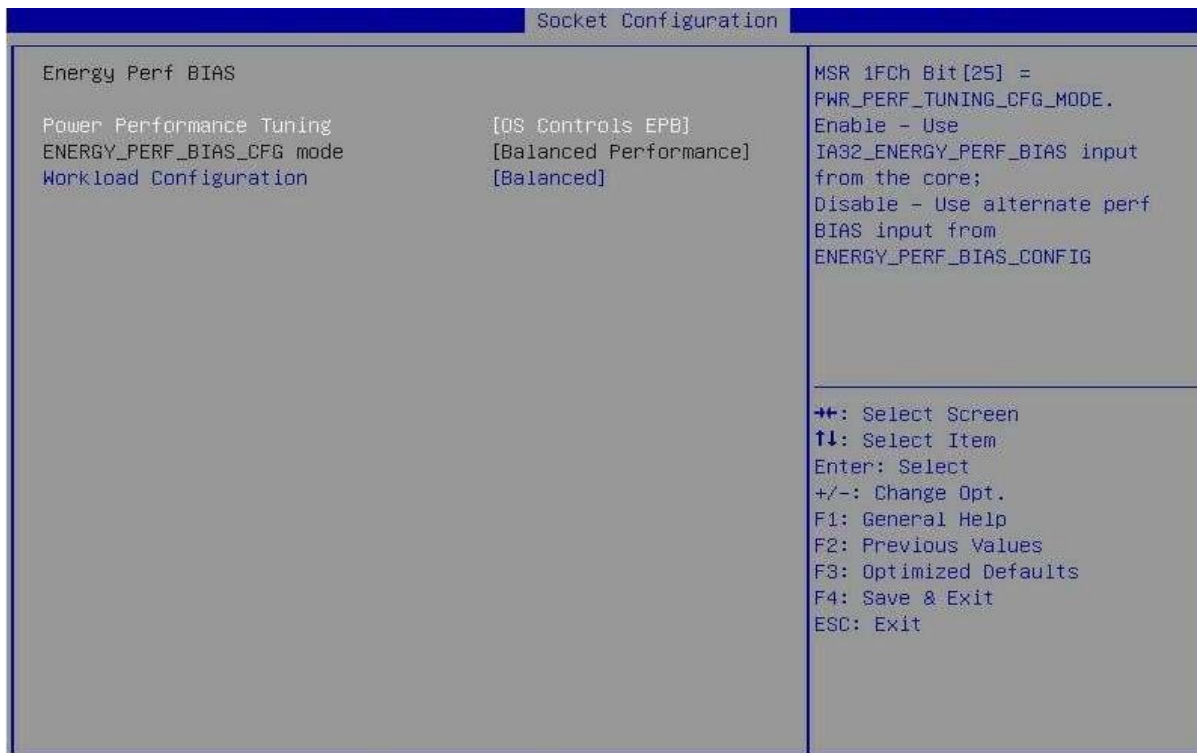 Socket Configuration
Energy Perf BIAS
Power Performance Tuning [OS Controls EPB]
ENERGY_PERF_BIAS_CFG mode [Balanced Performance]
Workload Configuration [Balanced]
MSR 1FCh Bit[25] =
PWR_PERF_TUNING_CFG_MODE.
Enable - Use
IA32_ENERGY_PERF_BIAS input
from the core;
Disable - Use alternate perf
BIAS input from
ENERGY_PERF_BIAS_CONFIG
→←: Select Screen
↑↓: Select Item
Enter: Select
+/-: Change Opt.
F1: General Help
F2: Previous Values
F3: Optimized Defaults
F4: Save & Exit
ESC: Exit